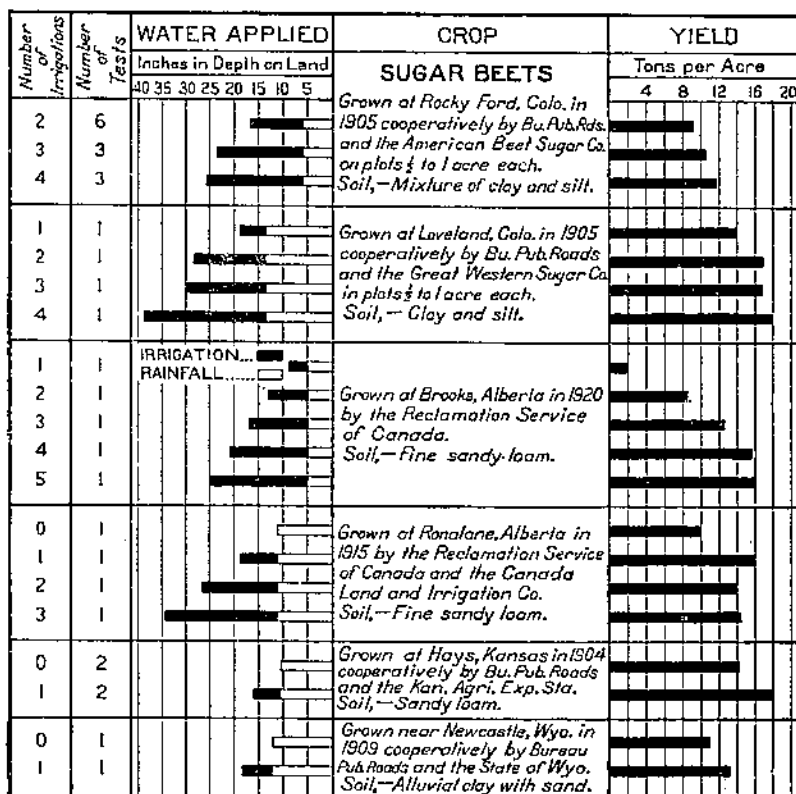 Number of Irrigations
Number of Tests
WATER APPLIED
CROP
YIELD
Inches in Depth on Land
SUGAR BEETS
Tons per Acre
40 35 30 25 20 15 10 5
4 8 12 16 20
2 6
3 3
4 3
Grown at Rocky Ford, Colo. in
1905 cooperatively by Bu. Pub. Rds.
and the American Beet Sugar Co.
on plots ½ to 1 acre each.
Soil,—Mixture of clay and silt.
1 1
2 1
3 1
4 1
Grown at Loveland, Colo. in 1905
cooperatively by Bu. Pub. Roads
and the Great Western Sugar Co.
in plots ½ to 1 acre each.
Soil,— Clay and silt.
IRRIGATION...
RAINFALL.....
1 1
2 1
3 1
4 1
5 1
Grown at Brooks, Alberta in 1920
by the Reclamation Service
of Canada.
Soil,—Fine sandy loam.
0 1
1 1
2 1
3 1
Grown at Ronalane, Alberta in
1915 by the Reclamation Service
of Canada and the Canada
Land and Irrigation Co.
Soil,—Fine sandy loam.
0 2
1 2
Grown at Hays, Kansas in 1904
cooperatively by Bu. Pub. Roads
and the Kan. Agri. Exp. Sta.
Soil,—Sandy loam.
0 1
1 1
Grown near Newcastle, Wyo. in
1909 cooperatively by Bureau
Pub. Roads and the State of Wyo.
Soil,—Alluvial clay with sand.